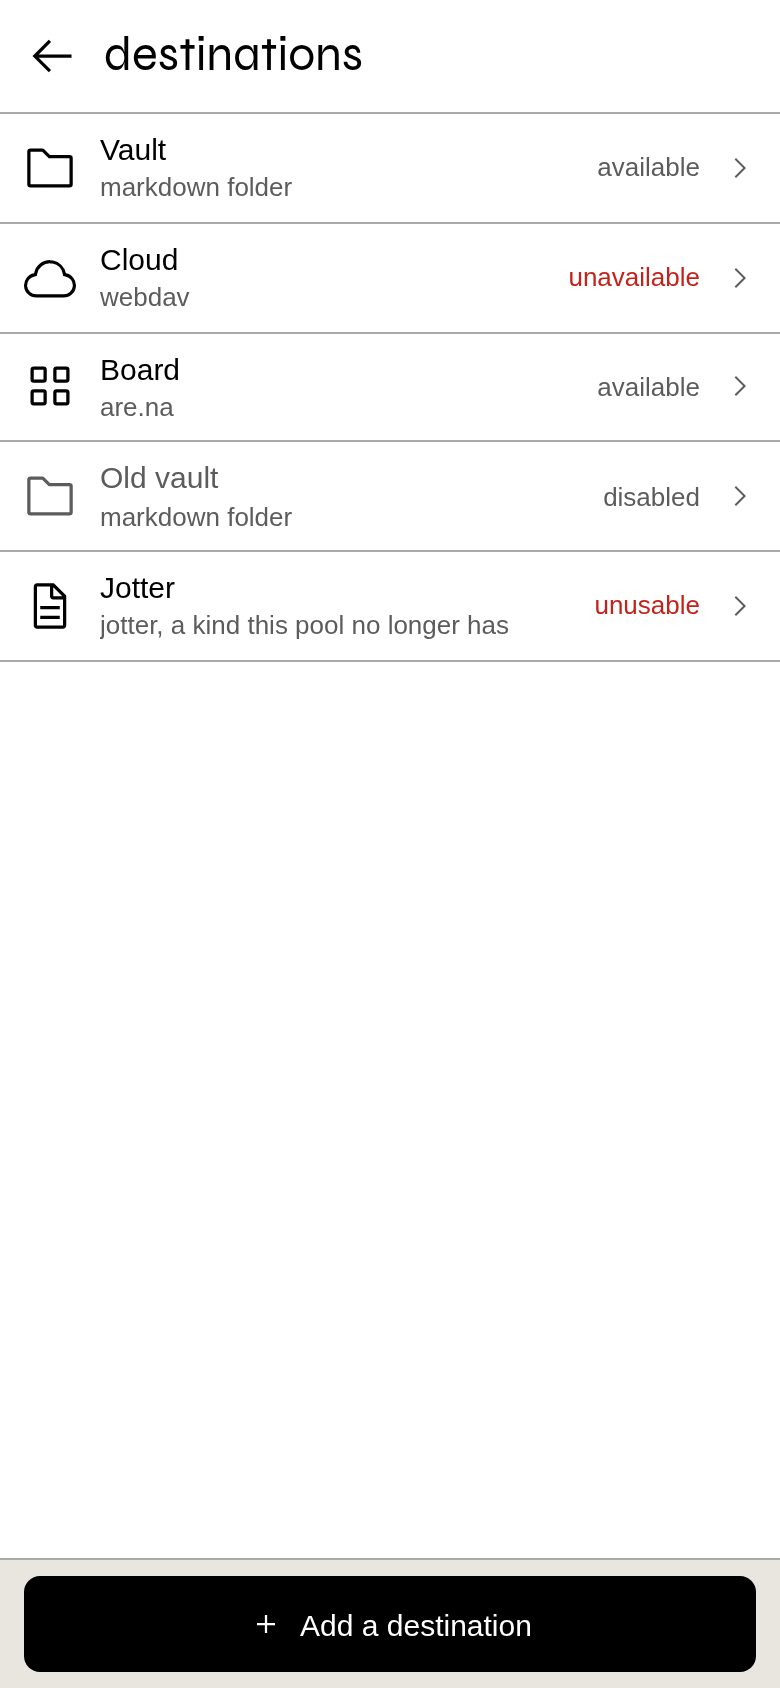 destinations
Vault
markdown folder
available
Cloud
webdav
unavailable
Board
are.na
available
Old vault
markdown folder
disabled
Jotter
jotter, a kind this pool no longer has
unusable
+ Add a destination